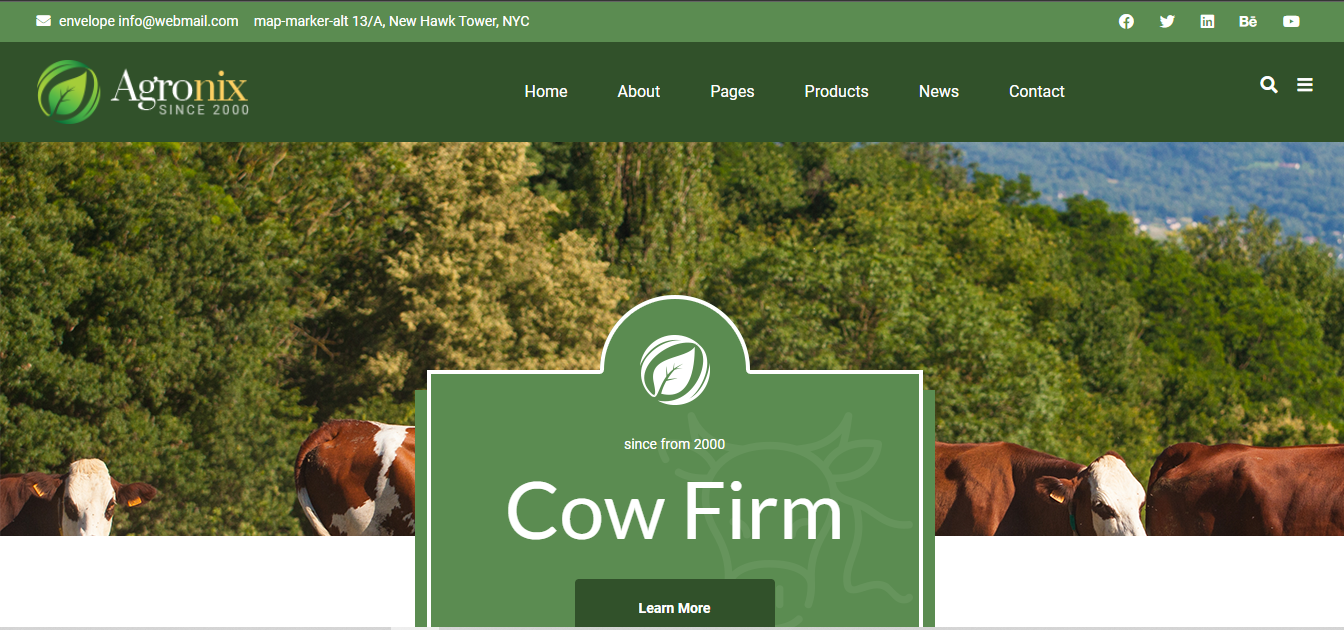 envelope info@webmail.com map-marker-alt 13/A, New Hawk Tower, NYC
Bē
Agronix
SINCE 2000
Home About Pages Products News Contact
since from 2000
Cow Firm
Learn More